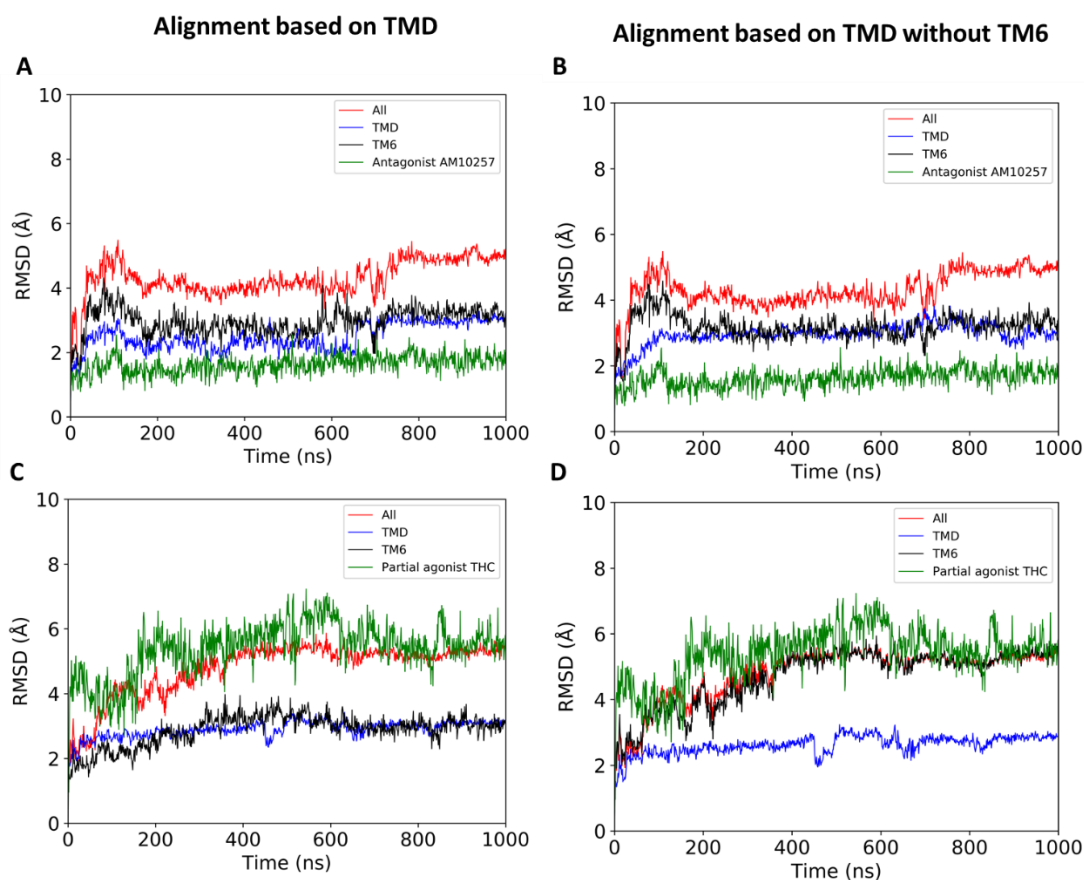 Alignment based on TMD
Alignment based on TMD without TM6
A
10
8
6
4
2
0
RMSD (Å)
All
TMD
TM6
Antagonist AM10257
0 200 400 600 800 1000
Time (ns)
B
10
8
6
4
2
0
RMSD (Å)
All
TMD
TM6
Antagonist AM10257
0 200 400 600 800 1000
Time (ns)
C
10
8
6
4
2
0
RMSD (Å)
All
TMD
TM6
Partial agonist THC
0 200 400 600 800 1000
Time (ns)
D
10
8
6
4
2
0
RMSD (Å)
All
TMD
TM6
Partial agonist THC
0 200 400 600 800 1000
Time (ns)